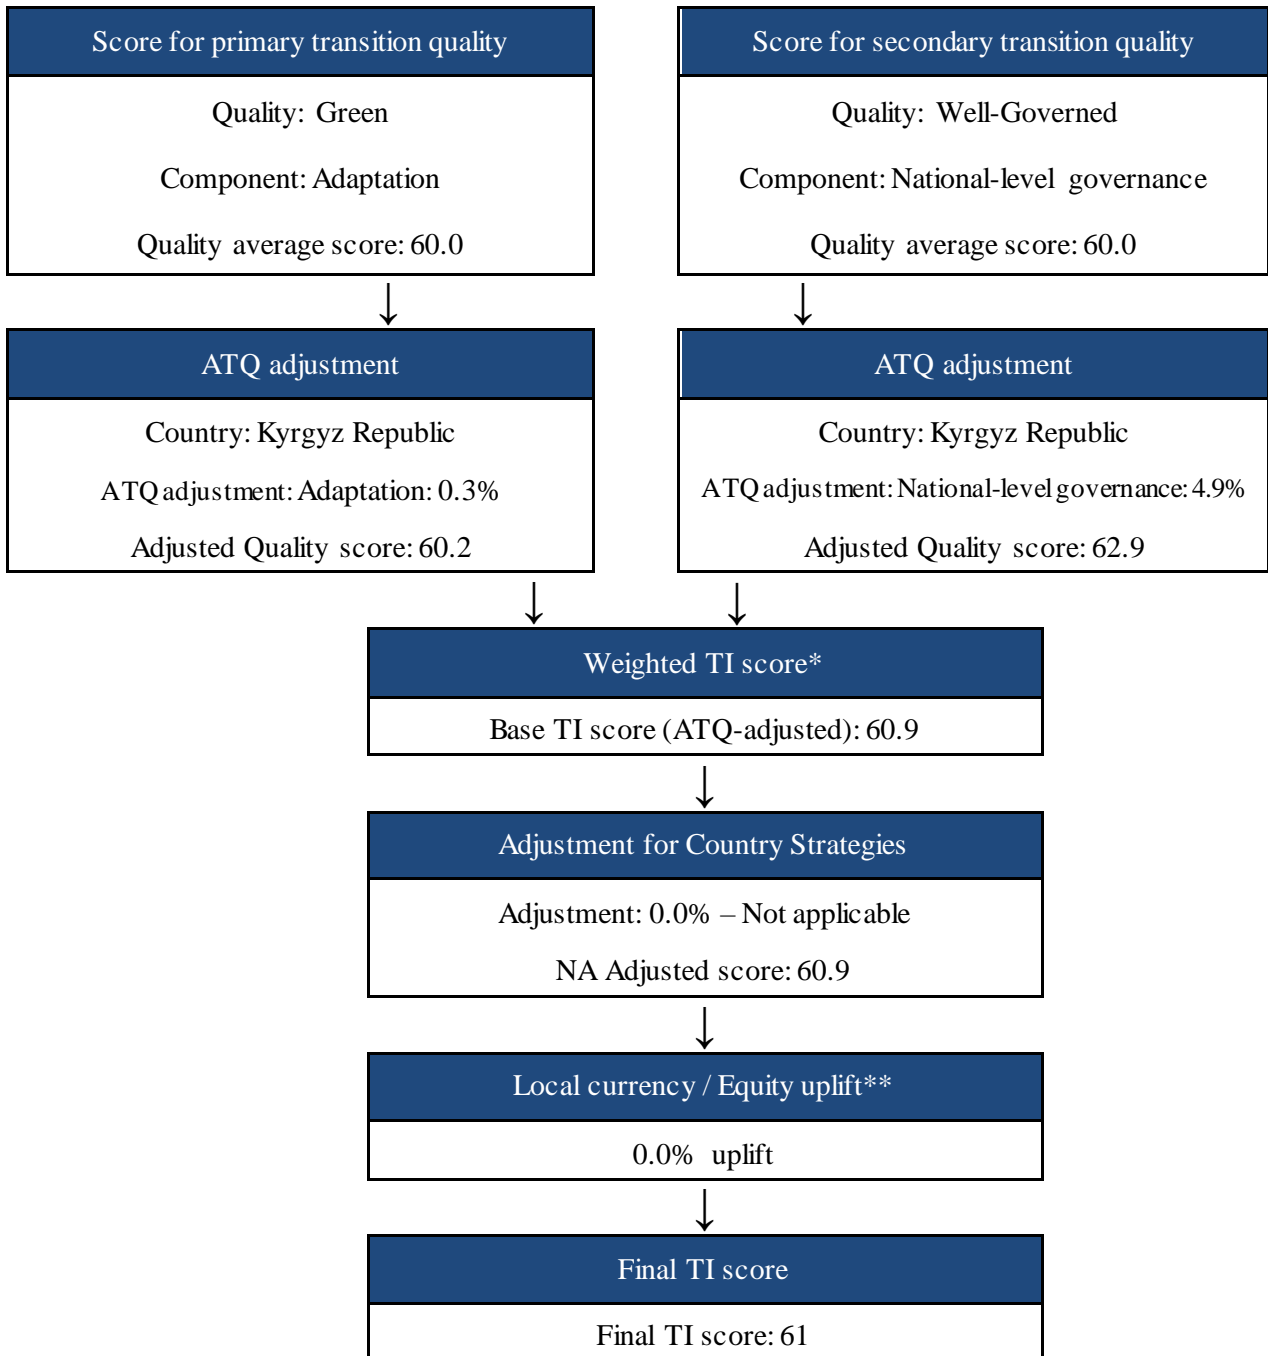 Score for primary transition quality
Quality: Green
Component: Adaptation
Quality average score: 60.0
Score for secondary transition quality
Quality: Well-Governed
Component: National-level governance
Quality average score: 60.0
ATQ adjustment
Country: Kyrgyz Republic
ATQ adjustment: Adaptation: 0.3%
Adjusted Quality score: 60.2
ATQ adjustment
Country: Kyrgyz Republic
ATQ adjustment: National-level governance: 4.9%
Adjusted Quality score: 62.9
Weighted TI score*
Base TI score (ATQ-adjusted): 60.9
Adjustment for Country Strategies
Adjustment: 0.0% – Not applicable
NA Adjusted score: 60.9
Local currency / Equity uplift**
0.0% uplift
Final TI score
Final TI score: 61